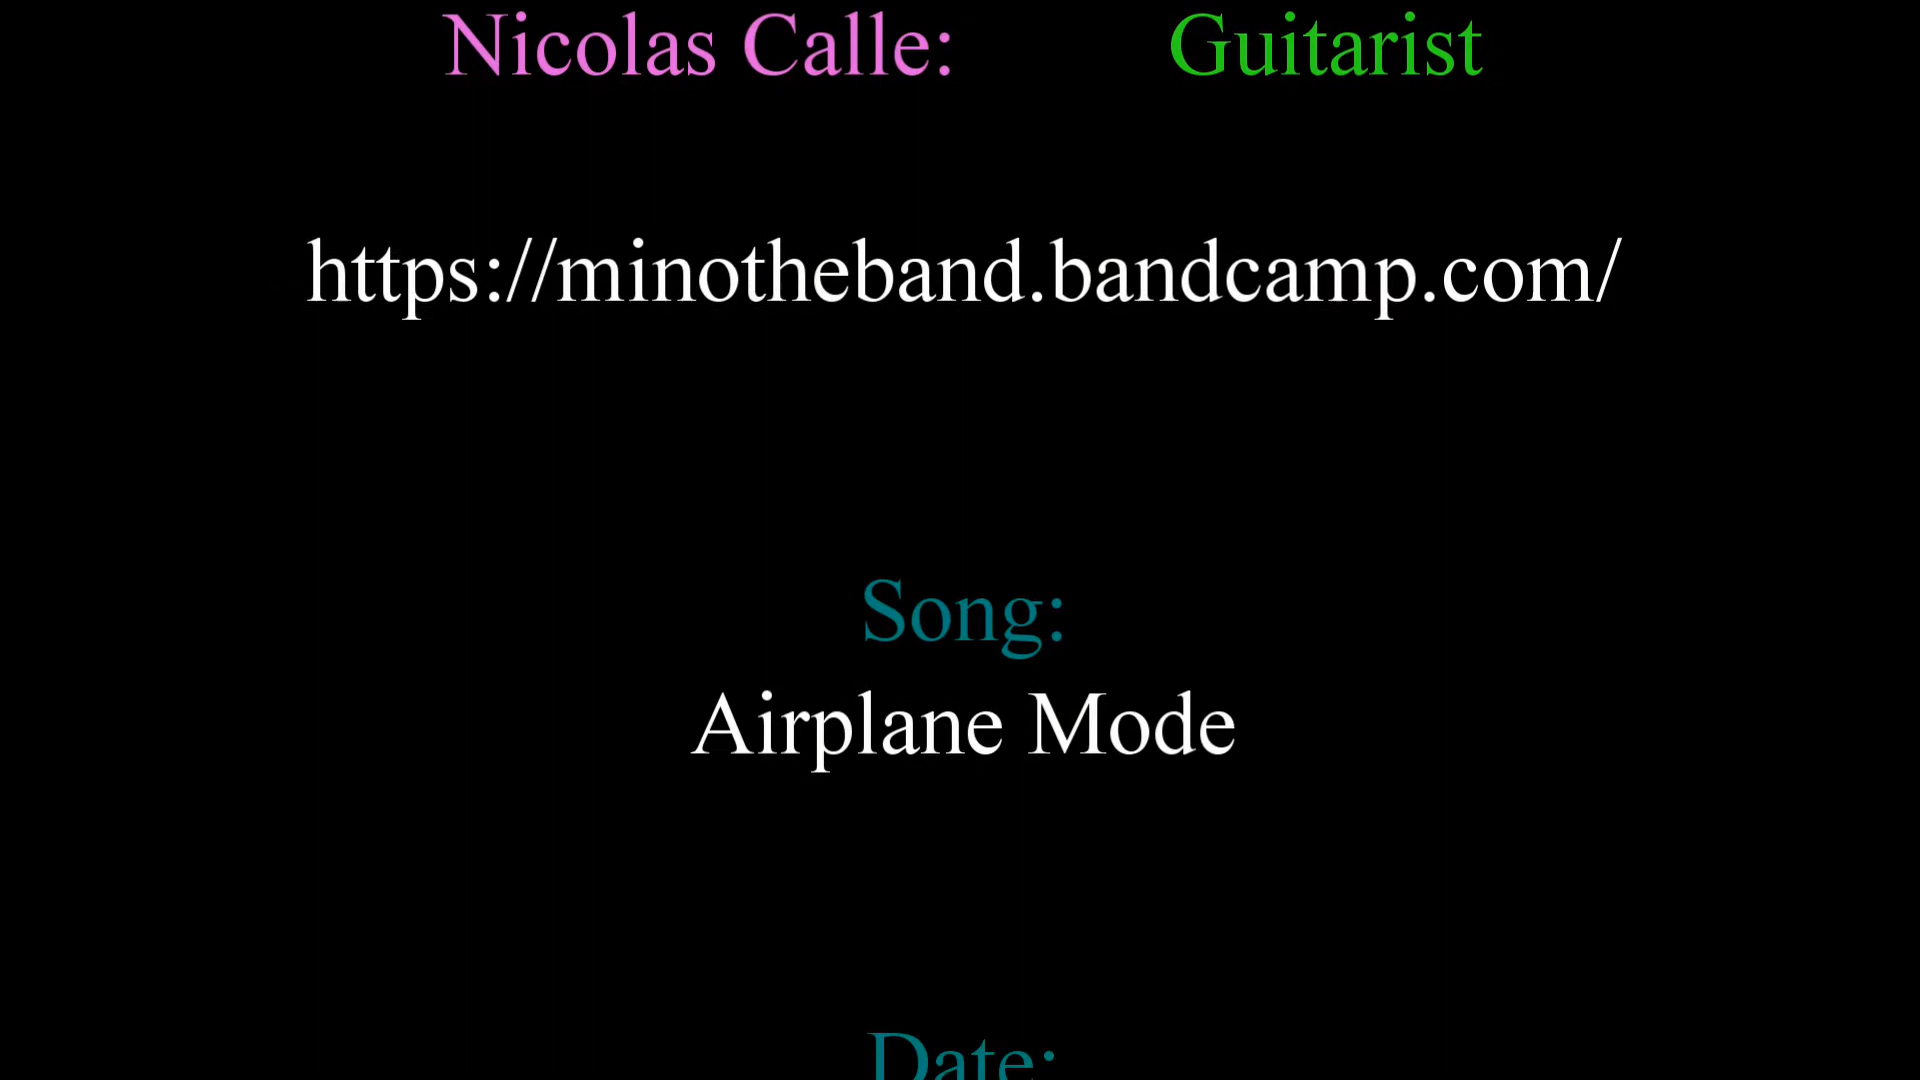 Nicolas Calle: Guitarist
https://minotheband.bandcamp.com/
Song:
Airplane Mode
Date: